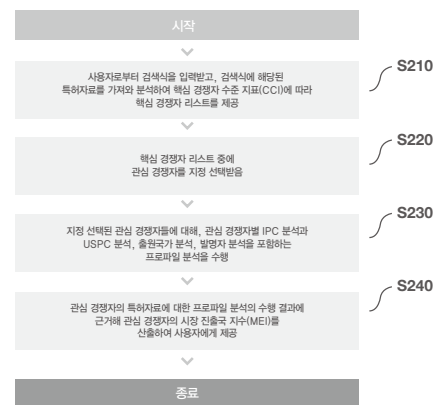 시작
사용자로부터 검색식을 입력받고, 검색식에 해당된
특허자료를 가져와 분석하여 핵심 경쟁자 수준 지표(CCI)에 따라
핵심 경쟁자 리스트를 제공
S210
핵심 경쟁자 리스트 중에
관심 경쟁자를 지정 선택받음
S220
지정 선택된 관심 경쟁자들에 대해, 관심 경쟁자별 IPC 분석과
USPC 분석, 출원국가 분석, 발명자 분석을 포함하는
프로파일 분석을 수행
S230
관심 경쟁자의 특허자료에 대한 프로파일 분석의 수행 결과에
근거해 관심 경쟁자의 시장 진출국 지수(MEI)를
산출하여 사용자에게 제공
S240
종료